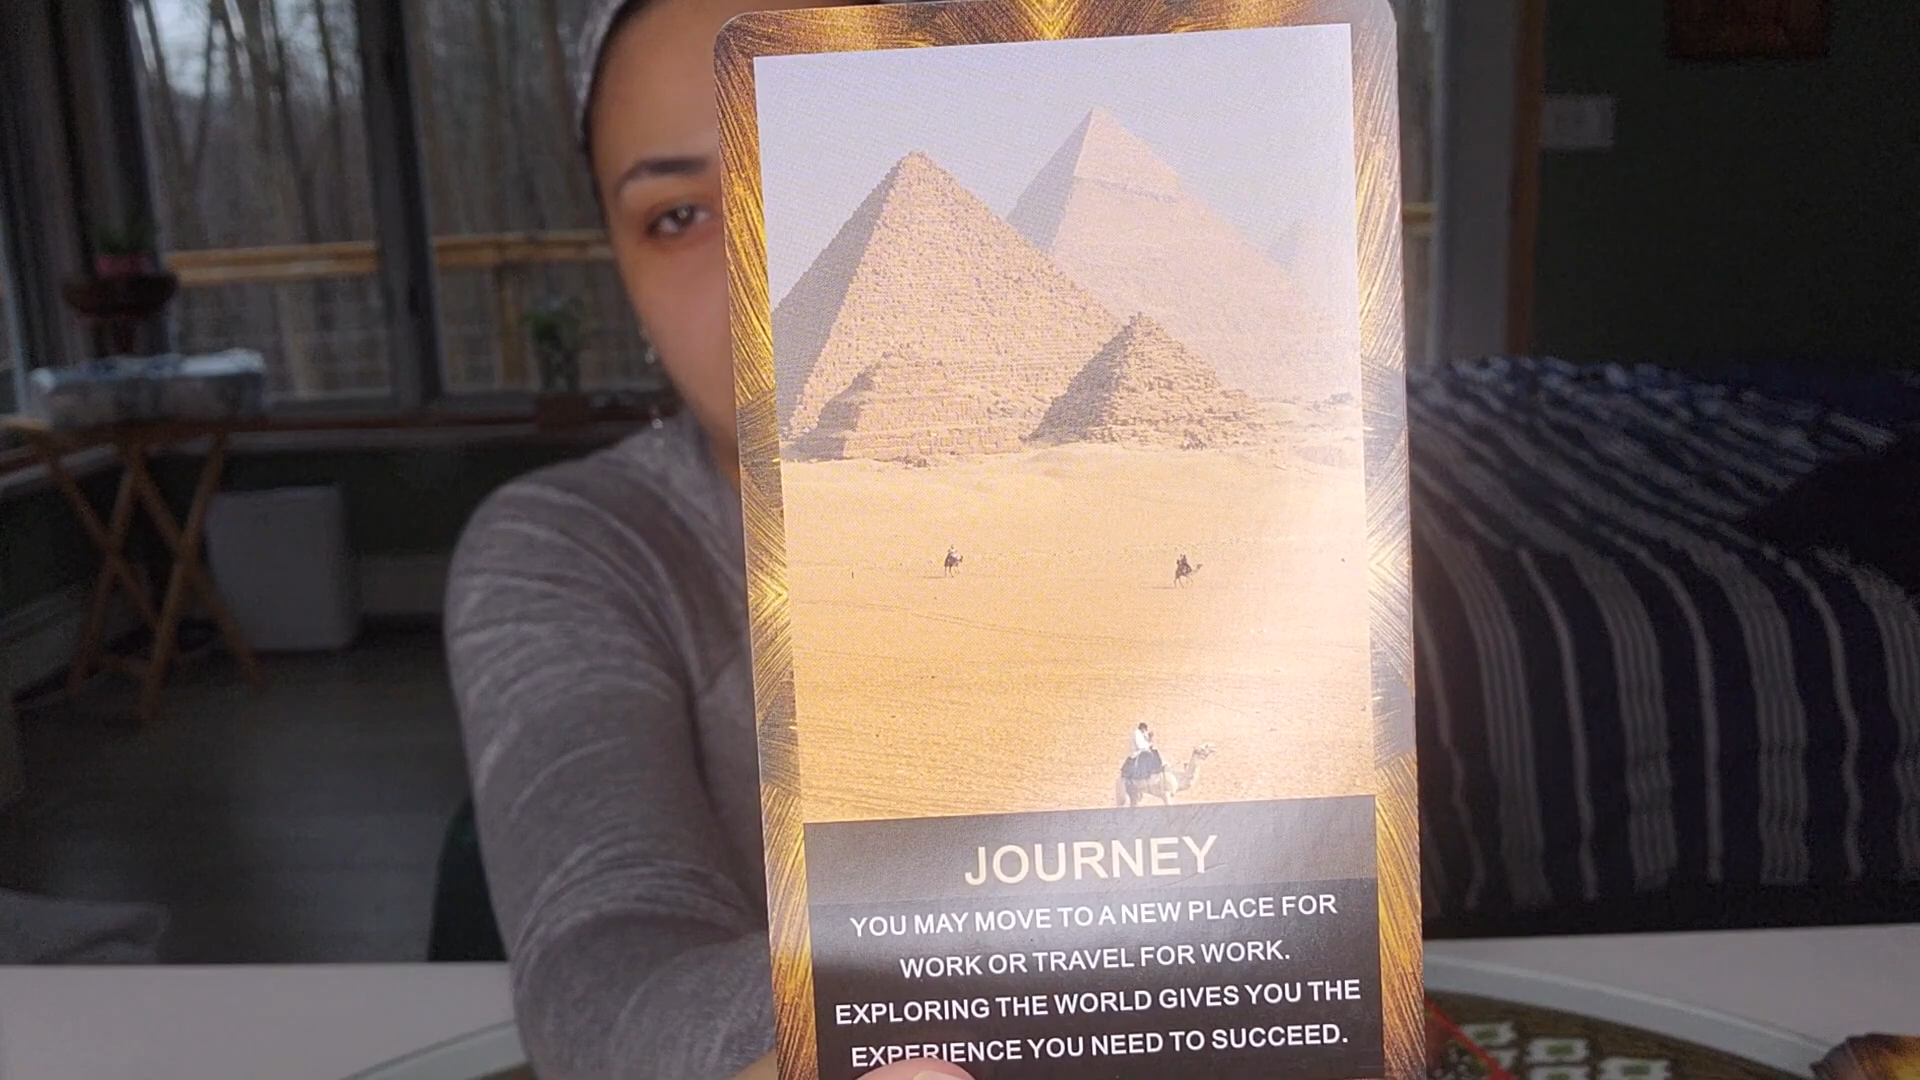 JOURNEY
YOU MAY MOVE TO A NEW PLACE FOR
WORK OR TRAVEL FOR WORK.
EXPLORING THE WORLD GIVES YOU THE
EXPERIENCE YOU NEED TO SUCCEED.